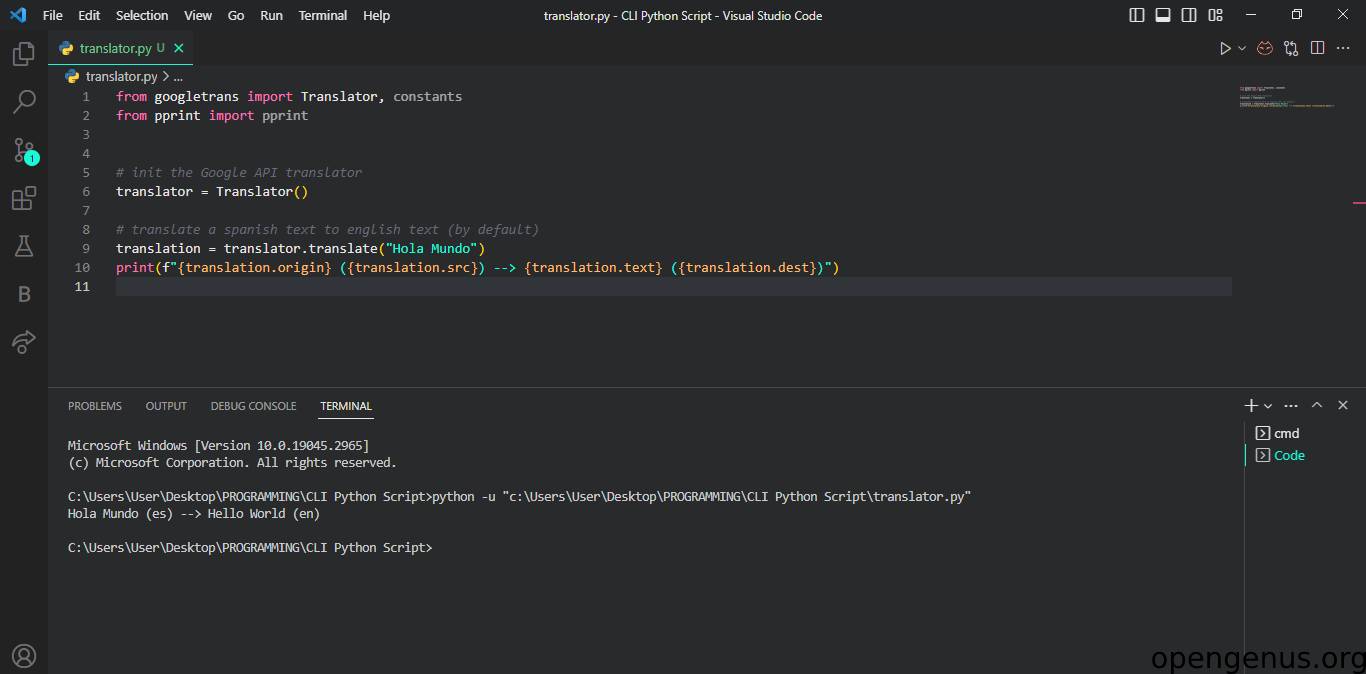 File Edit Selection View Go Run Terminal Help translator.py - CLI Python Script - Visual Studio Code
translator.py U
translator.py > ...
1 from googletrans import Translator, constants
2 from pprint import pprint
3
4
5 # init the Google API translator
6 translator = Translator()
7
8 # translate a spanish text to english text (by default)
9 translation = translator.translate("Hola Mundo")
10 print(f"{translation.origin} ({translation.src}) --> {translation.text} ({translation.dest})")
11
1
B
PROBLEMS OUTPUT DEBUG CONSOLE TERMINAL
Microsoft Windows [Version 10.0.19045.2965]
(c) Microsoft Corporation. All rights reserved.
C:\Users\User\Desktop\PROGRAMMING\CLI Python Script>python -u "c:\Users\User\Desktop\PROGRAMMING\CLI Python Script\translator.py"
Hola Mundo (es) --> Hello World (en)
C:\Users\User\Desktop\PROGRAMMING\CLI Python Script>
cmd
Code
opengenus.org